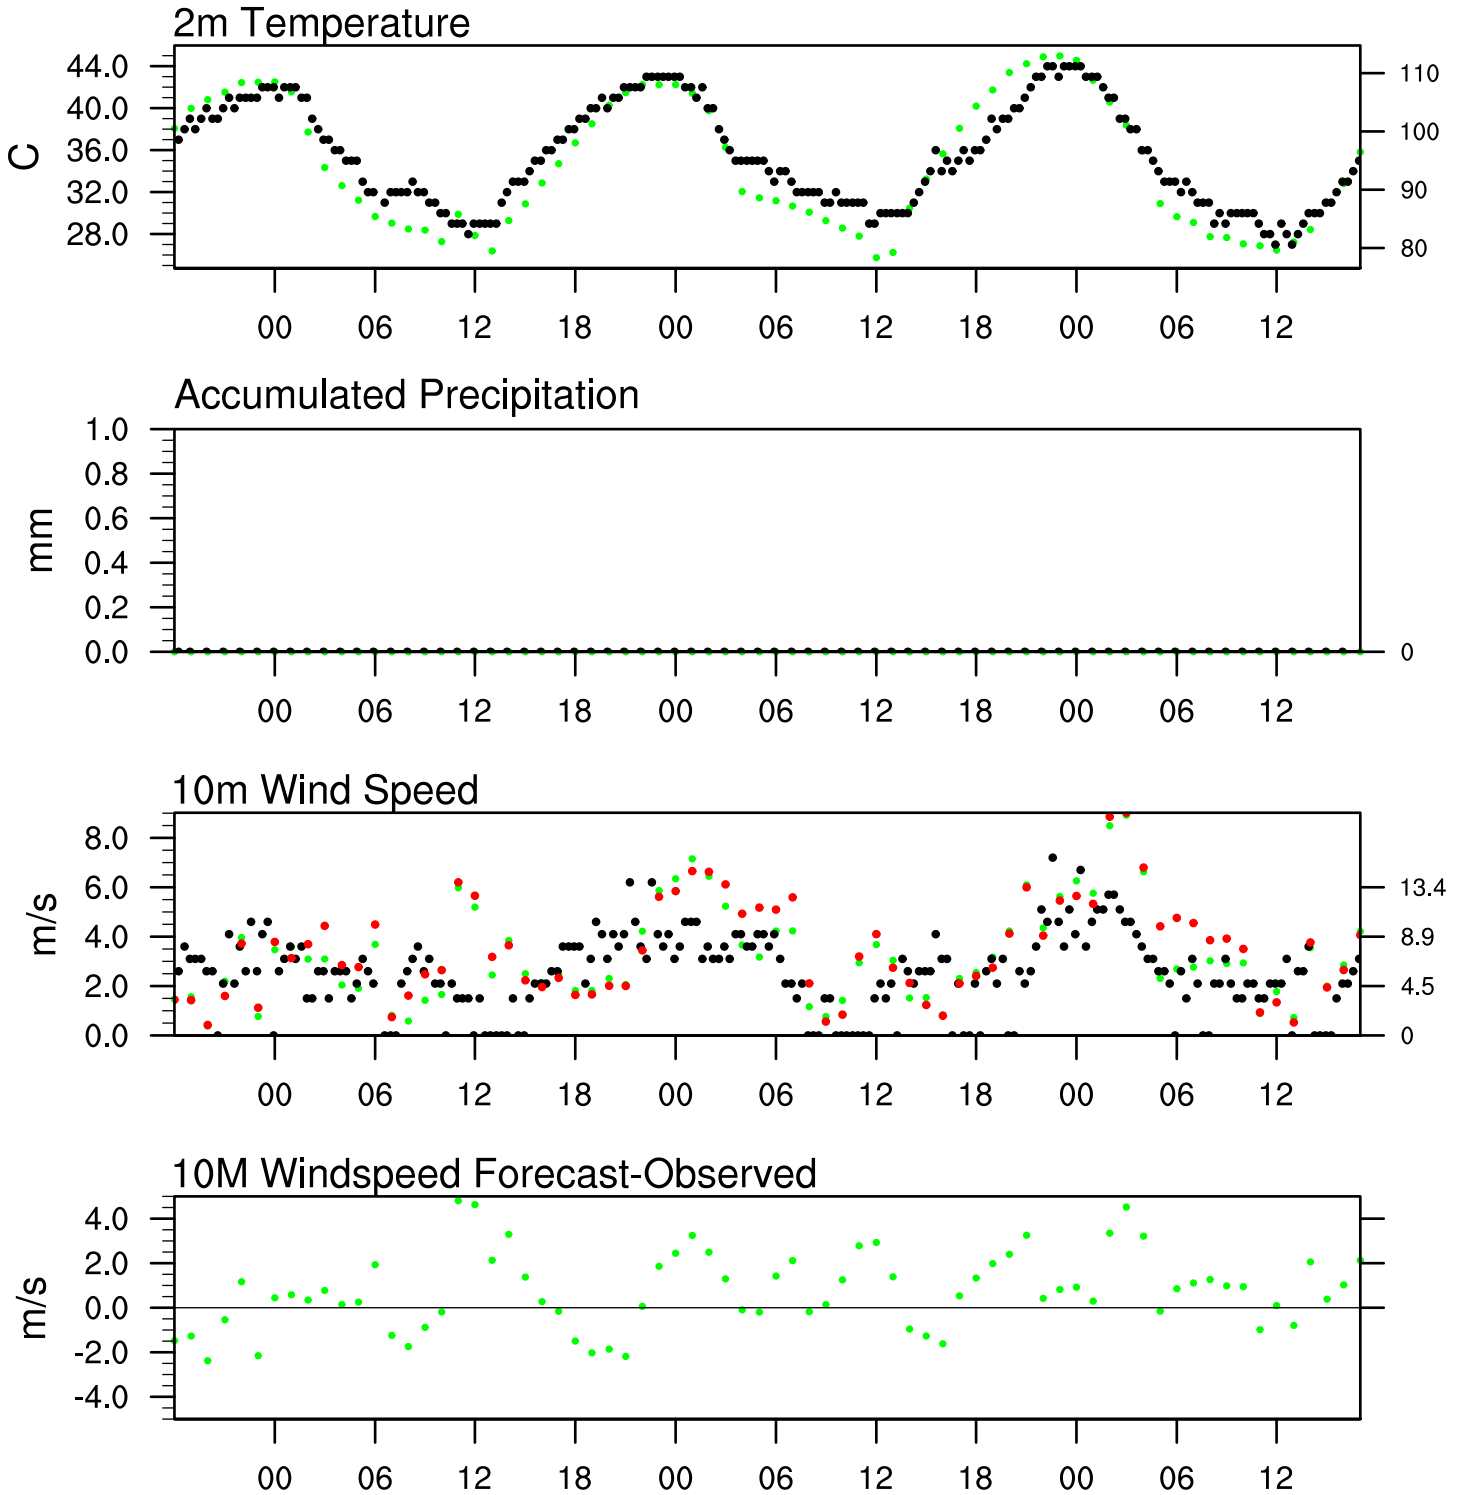 2m Temperature
44.0
110
40.0
100
C
36.0
32.0
90
28.0
80
00 06 12 18 00 06 12 18 00 06 12
Accumulated Precipitation
1.0
0.8
mm
0.6
0.4
0.2
0.0
0
00 06 12 18 00 06 12 18 00 06 12
10m Wind Speed
8.0
6.0
13.4
m/s
4.0
8.9
2.0
4.5
0.0
0
00 06 12 18 00 06 12 18 00 06 12
10M Windspeed Forecast-Observed
4.0
2.0
m/s
0.0
-2.0
-4.0
00 06 12 18 00 06 12 18 00 06 12